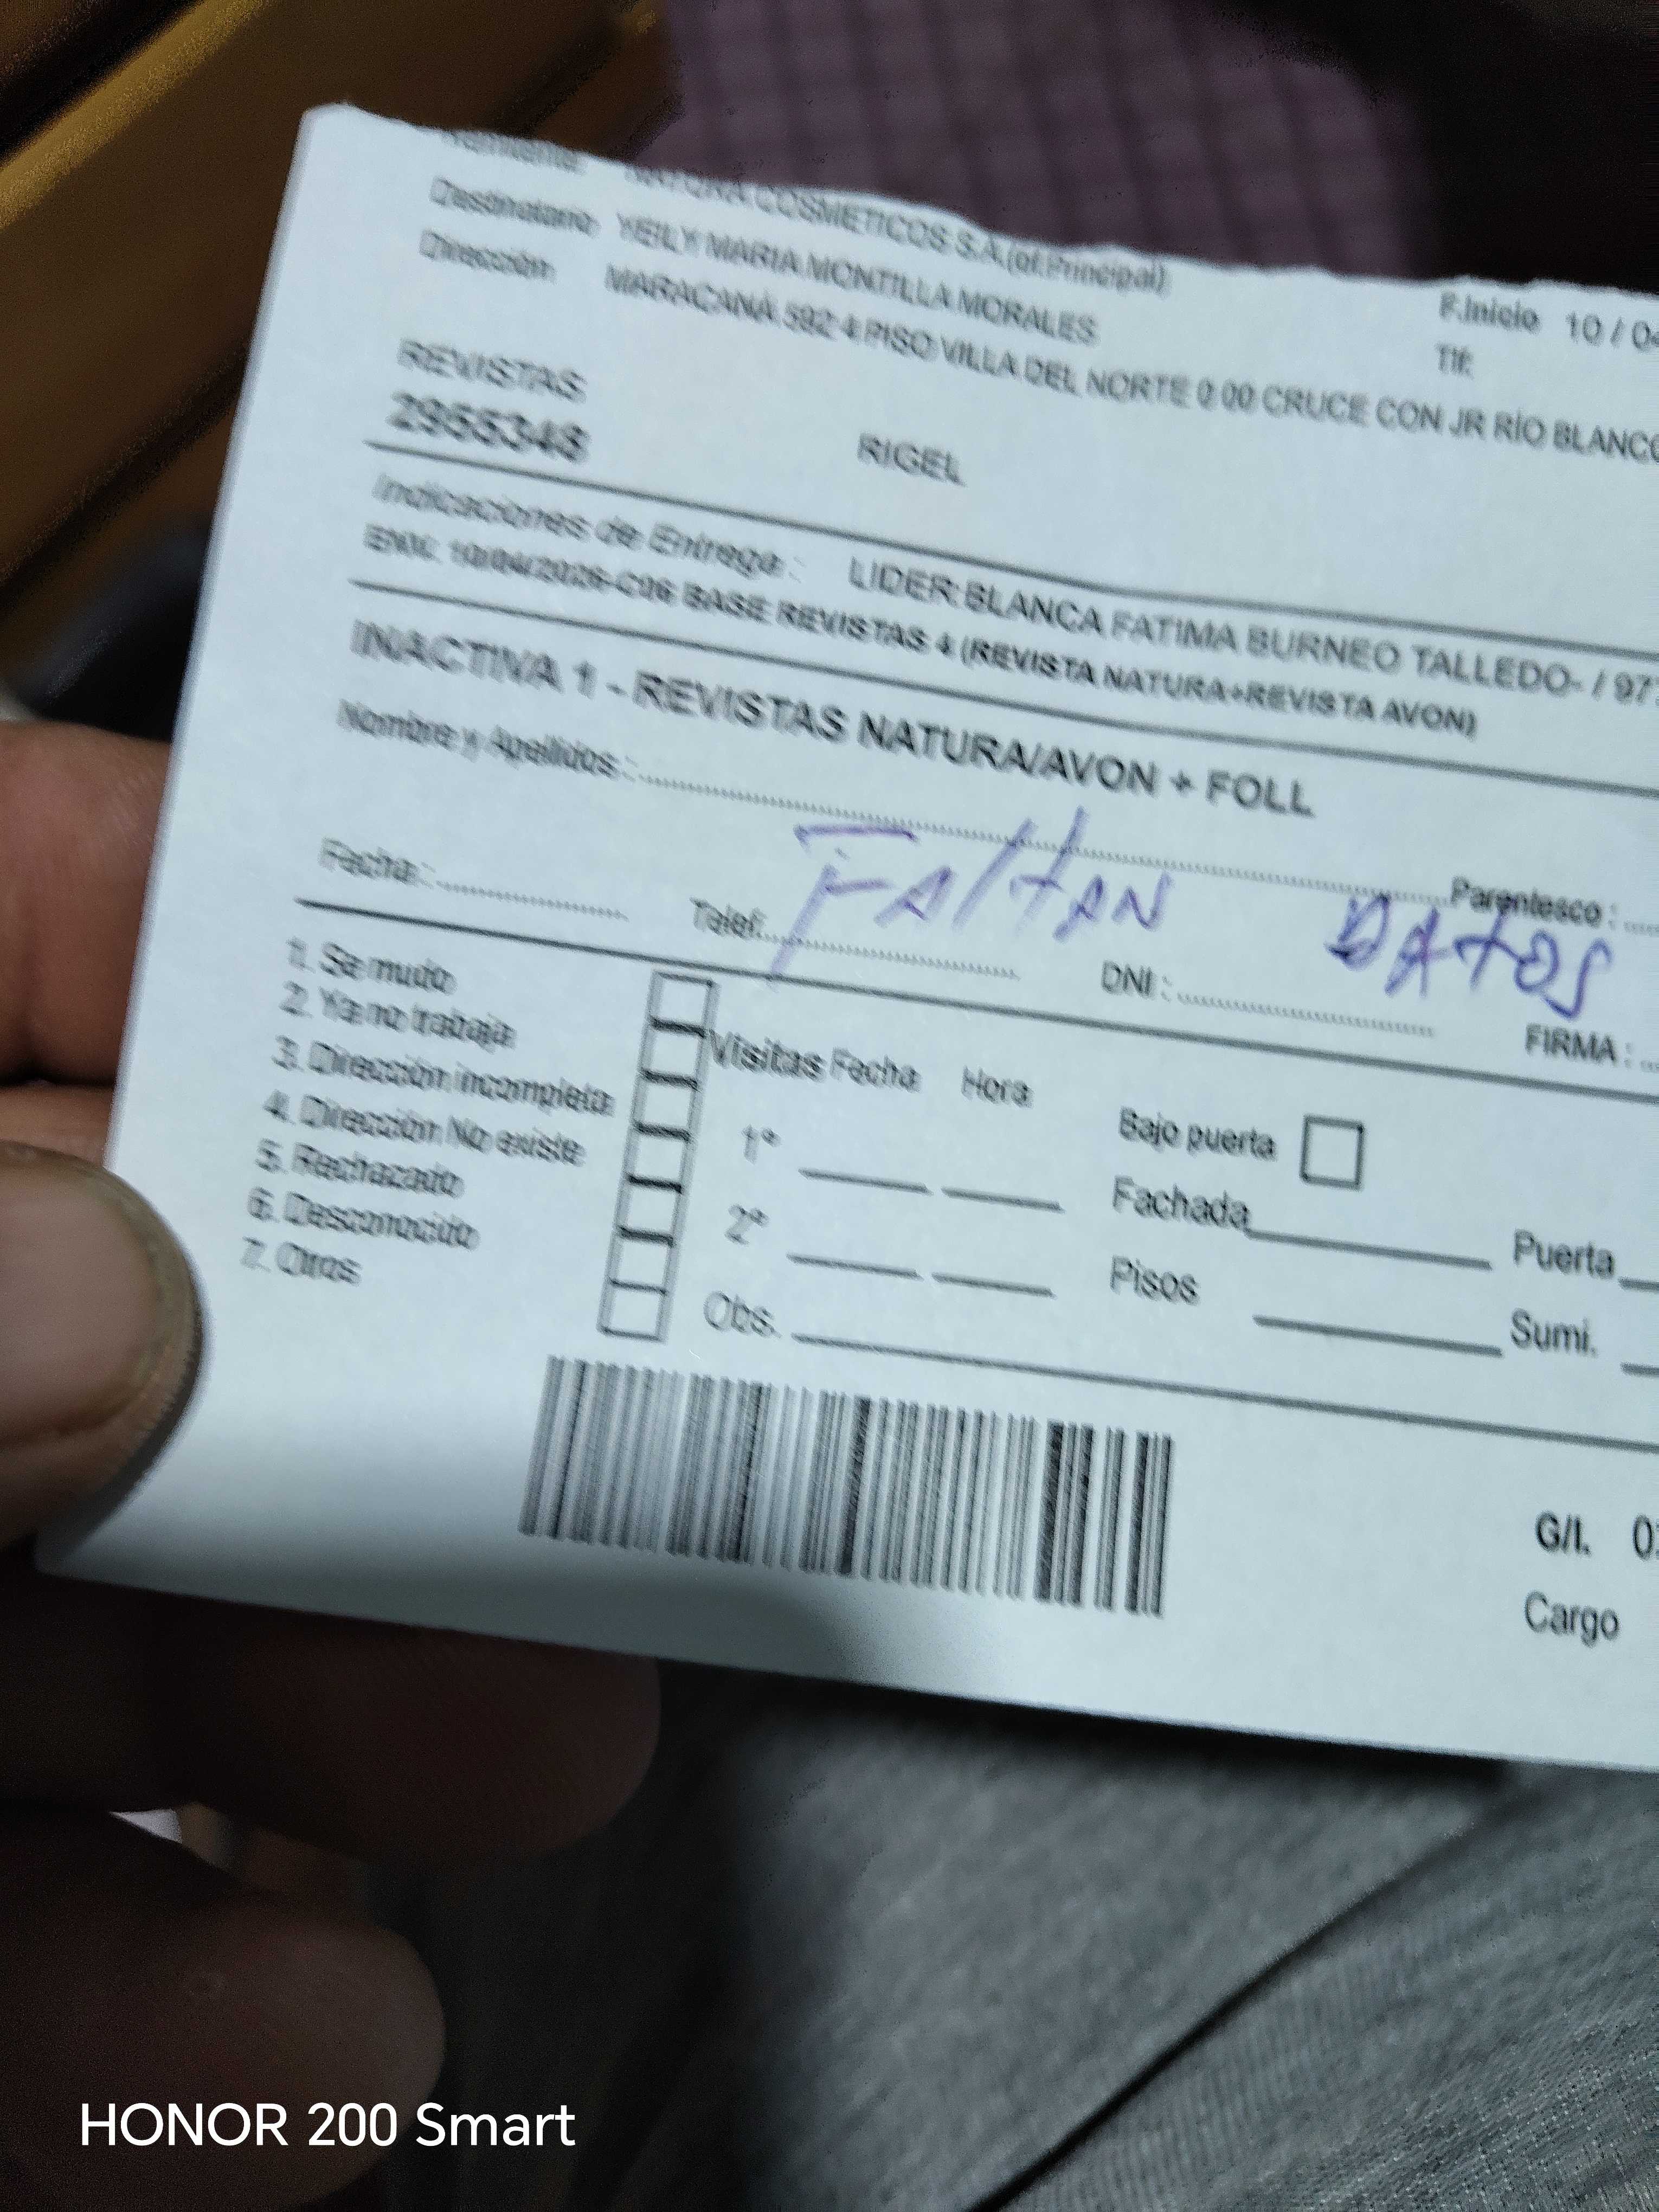 NATURA COSMETICOS S.A.(of.Principal)
Destinatario YEILY MARIA MONTILLA MORALES
Dirección MARACANÁ 592 4 PISO VILLA DEL NORTE 0 00 CRUCE CON JR RÍO BLANCO
F.Inicio 10 / 04
Tlf:
REVISTAS
2955348
RIGEL
Indicaciones de Entrega : LIDER:BLANCA FATIMA BURNEO TALLEDO- / 97
ENV. 10/04/2026-C06 BASE REVISTAS 4 (REVISTA NATURA+REVISTA AVON)
INACTIVA 1 - REVISTAS NATURA/AVON + FOLL
Nombre y Apellidos : Parentesco :
FALTAN DATOS
Fecha : Telef: DNI : FIRMA :
1. Se mudo
2. Ya no trabaja
3. Dirección incompleta
4. Dirección No existe
5. Rechazado
6. Desconocido
7. Otros
Visitas Fecha Hora
1°
2°
Obs.
Bajo puerta
Fachada Puerta
Pisos Sumi.
G/I.
Cargo
HONOR 200 Smart